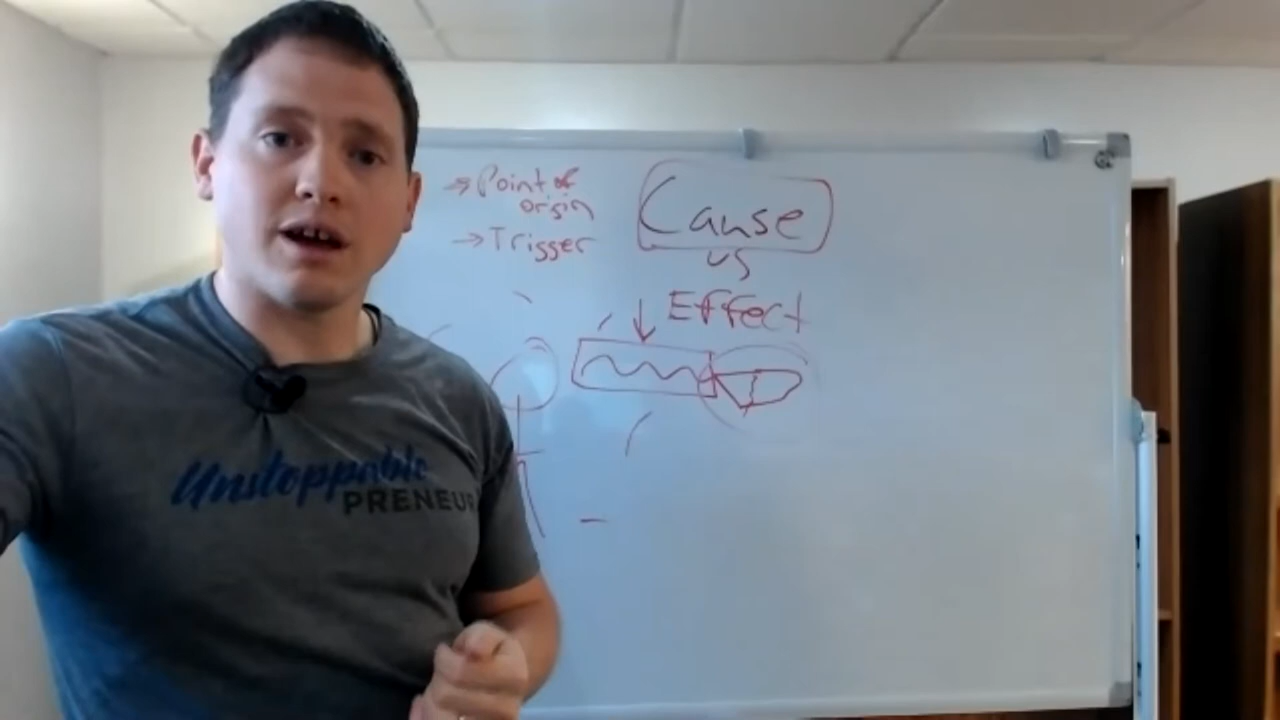 → Point of
origin
→ Trigger
Cause
vs
Effect
Unstoppable
PRENEUR